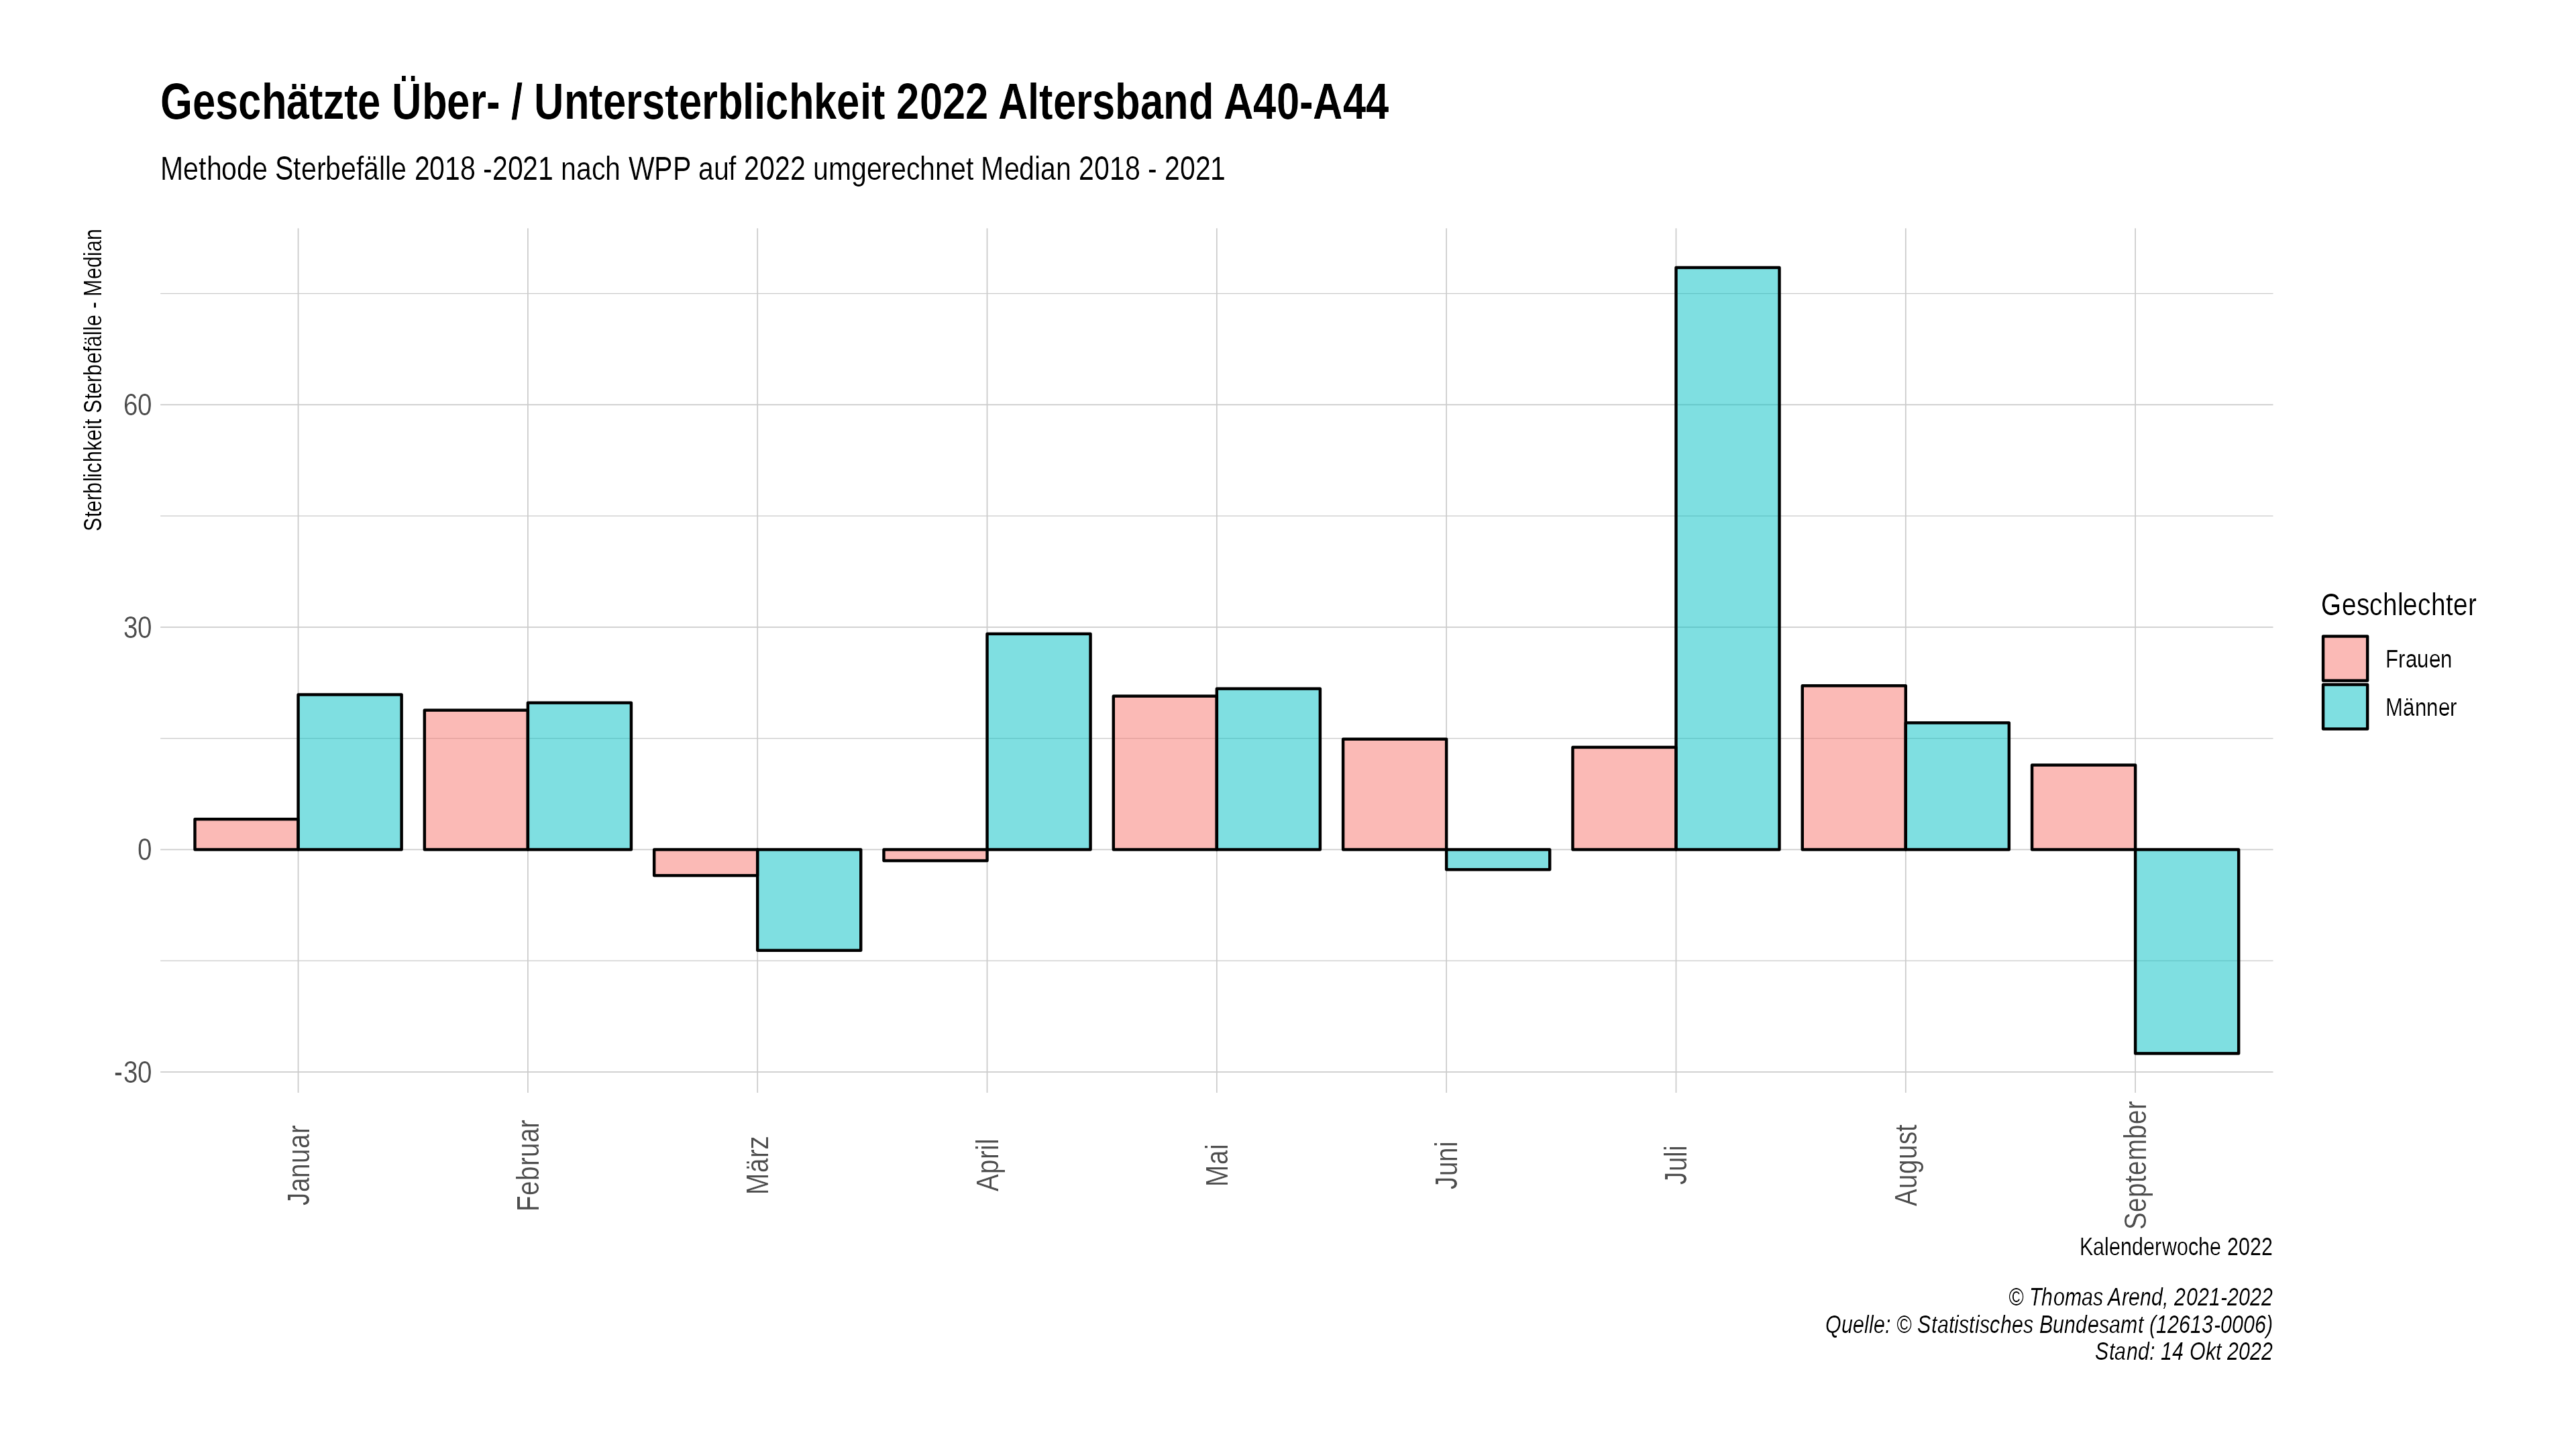 Geschätzte Über- / Untersterblichkeit 2022 Altersband A40-A44
Methode Sterbefälle 2018 -2021 nach WPP auf 2022 umgerechnet Median 2018 - 2021
Sterblichkeit Sterbefälle - Median
60
30
0
-30
Januar
Februar
März
April
Mai
Juni
Juli
August
September
Kalenderwoche 2022
Geschlechter
Frauen
Männer
© Thomas Arend, 2021-2022
Quelle: © Statistisches Bundesamt (12613-0006)
Stand: 14 Okt 2022